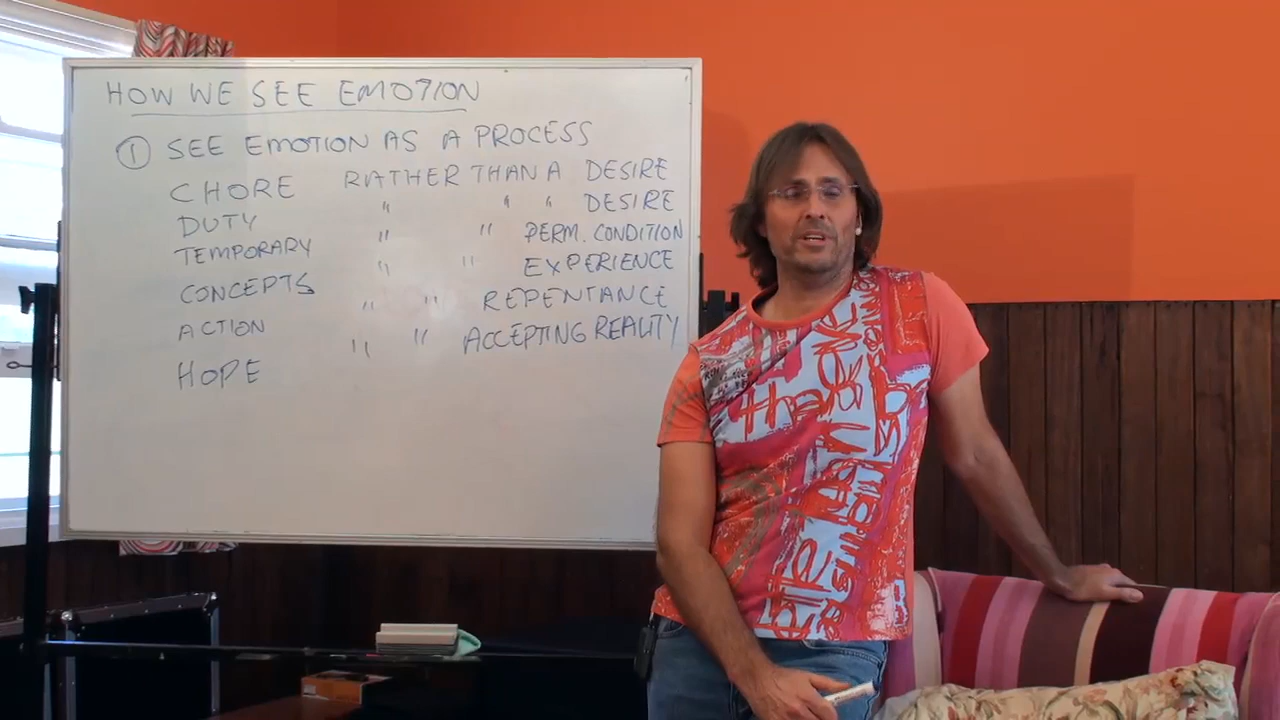 HOW WE SEE EMOTION
① SEE EMOTION AS A PROCESS
CHORE RATHER THAN A DESIRE
DUTY " " " DESIRE
TEMPORARY " " PERM. CONDITION
CONCEPTS " " EXPERIENCE
ACTION " " REPENTANCE
HOPE " " ACCEPTING REALITY
the